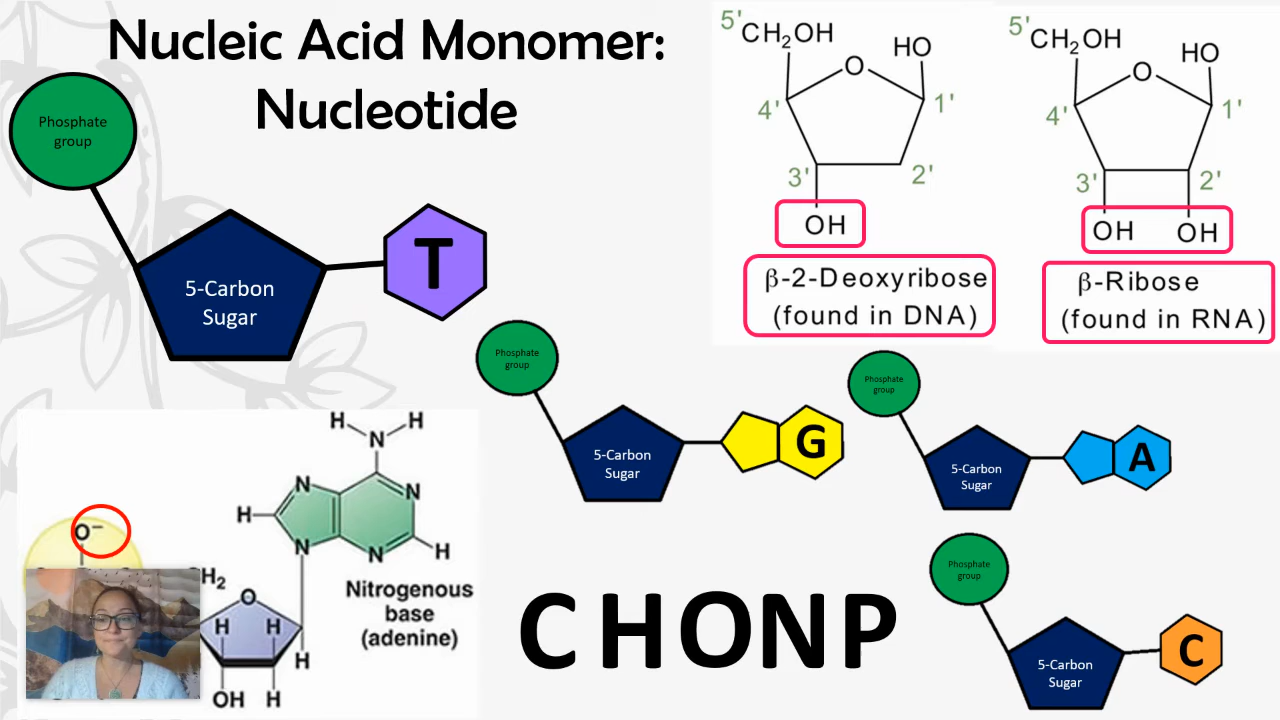 Nucleic Acid Monomer:
Nucleotide
Phosphate
group
5-Carbon
Sugar
T
5'
CH2OH
HO
O
4'
1'
3'
2'
OH
β-2-Deoxyribose
(found in DNA)
5'
CH2OH
HO
O
4'
1'
3'
2'
OH OH
β-Ribose
(found in RNA)
Phosphate
group
5-Carbon
Sugar
G
Phosphate
group
5-Carbon
Sugar
A
H H
N
N N
H
N N H
O−
H2
O
H H
H
OH H
Nitrogenous
base
(adenine)
CHONP
Phosphate
group
5-Carbon
Sugar
C